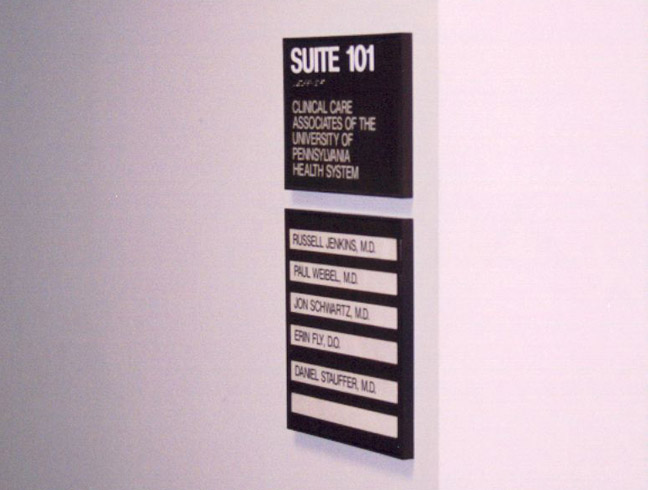 SUITE 101
CLINICAL CARE
ASSOCIATES OF THE
UNIVERSITY OF
PENNSYLVANIA
HEALTH SYSTEM
RUSSELL JENKINS, M.D.
PAUL WEIBEL, M.D.
JON SCHWARTZ, M.D.
ERIN FLY, D.O.
DANIEL STAUFFER, M.D.